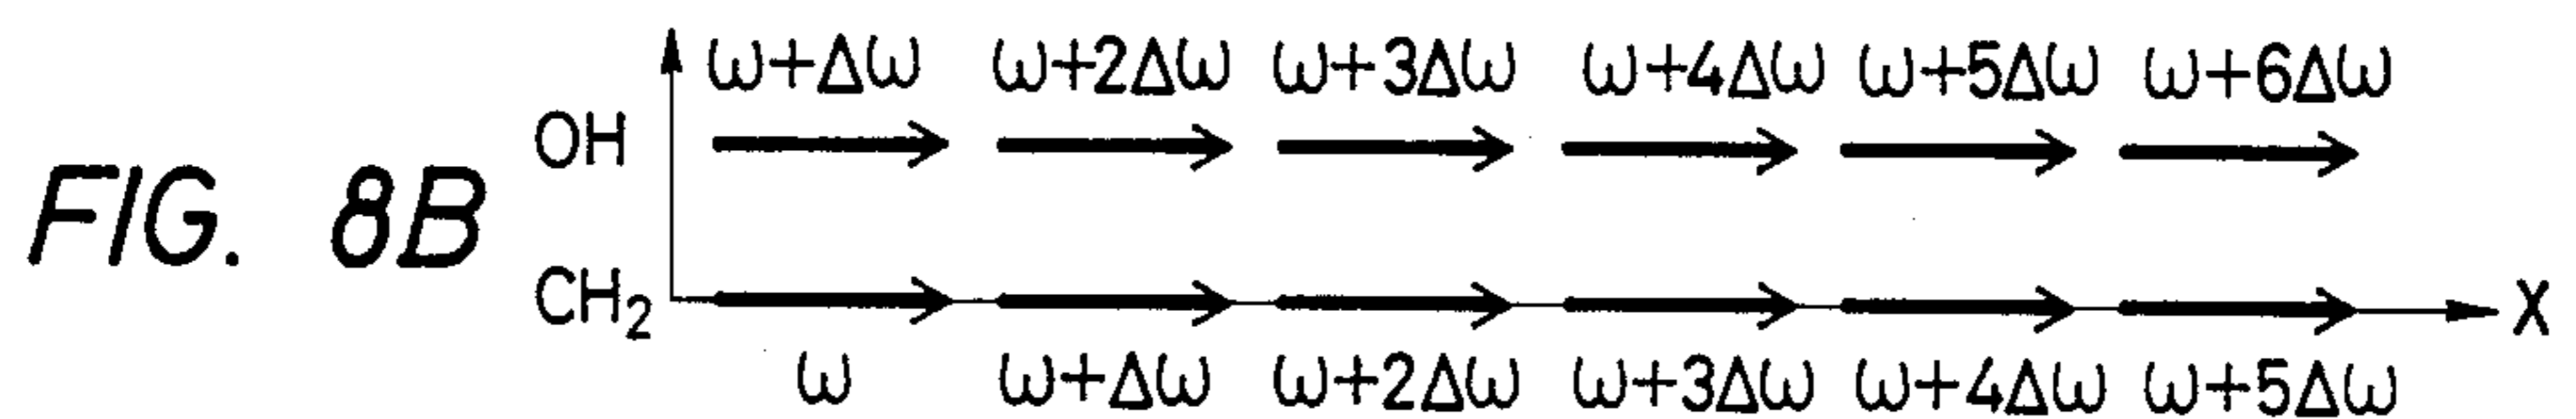 ω+Δω ω+2Δω ω+3Δω ω+4Δω ω+5Δω ω+6Δω
OH
FIG. 8B
CH₂ X
ω ω+Δω ω+2Δω ω+3Δω ω+4Δω ω+5Δω